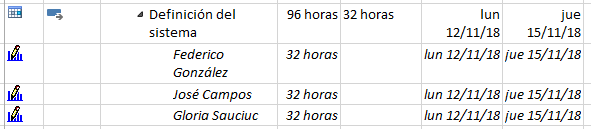 Definición del sistema 96 horas 32 horas lun 12/11/18 jue 15/11/18
Federico González 32 horas lun 12/11/18 jue 15/11/18
José Campos 32 horas lun 12/11/18 jue 15/11/18
Gloria Sauciuc 32 horas lun 12/11/18 jue 15/11/18